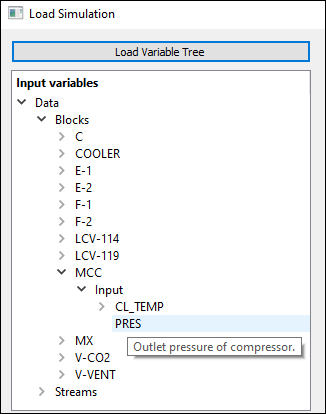 Load Simulation
Load Variable Tree
Input variables
Data
Blocks
C
COOLER
E-1
E-2
F-1
F-2
LCV-114
LCV-119
MCC
Input
CL_TEMP
PRES
MX
Outlet pressure of compressor.
V-CO2
V-VENT
Streams